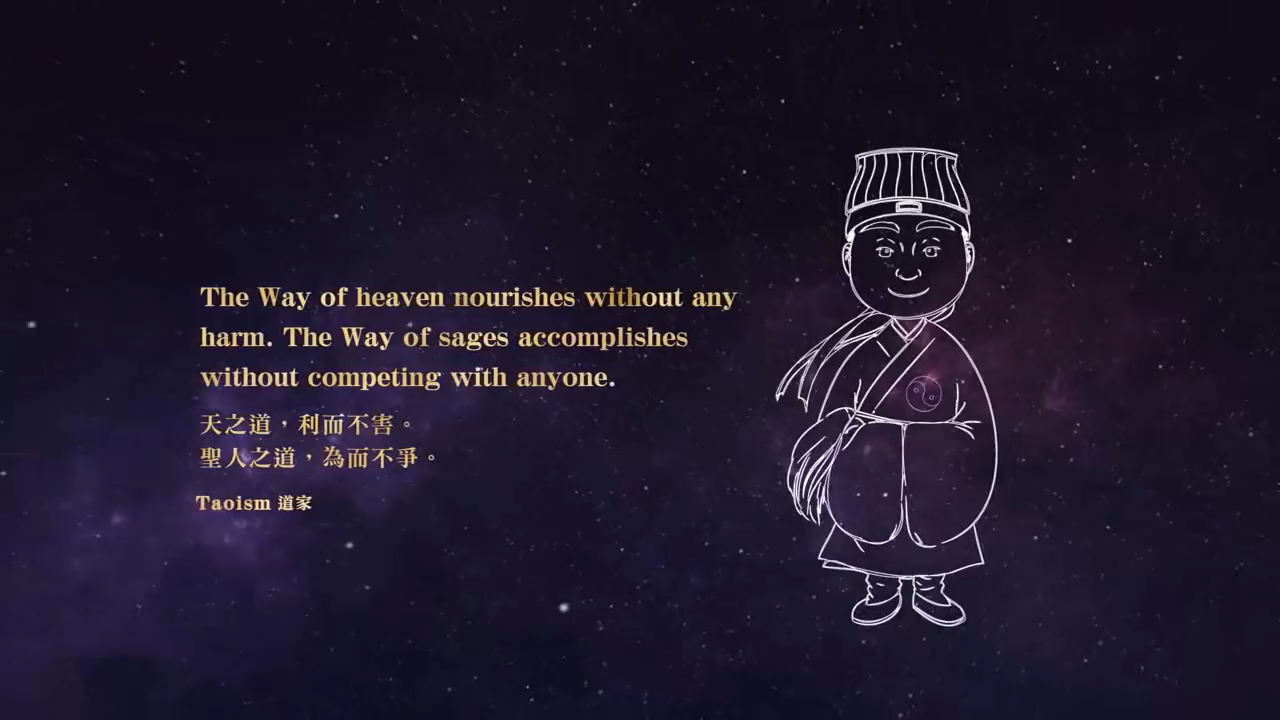 The Way of heaven nourishes without any
harm. The Way of sages accomplishes
without competing with anyone.
天之道，利而不害。
聖人之道，為而不爭。
Taoism 道家